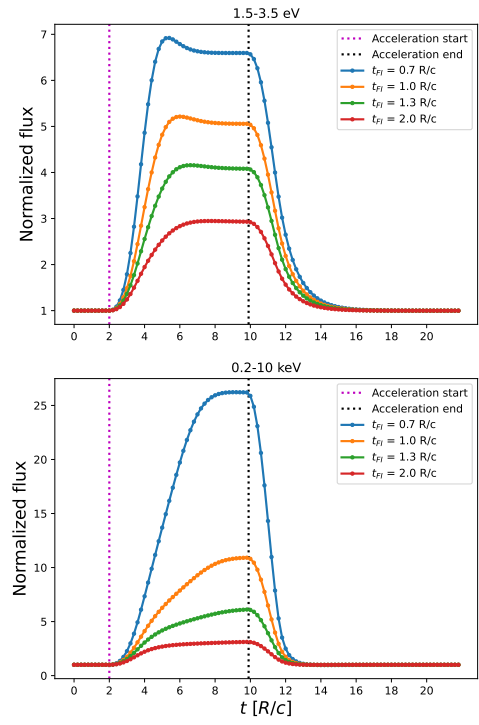 1.5-3.5 eV
Normalized flux
7
6
5
4
3
2
1
0 2 4 6 8 10 12 14 16 18 20
Acceleration start
Acceleration end
t_FI = 0.7 R/c
t_FI = 1.0 R/c
t_FI = 1.3 R/c
t_FI = 2.0 R/c
0.2-10 keV
Normalized flux
25
20
15
10
5
0
0 2 4 6 8 10 12 14 16 18 20
t [R/c]
Acceleration start
Acceleration end
t_FI = 0.7 R/c
t_FI = 1.0 R/c
t_FI = 1.3 R/c
t_FI = 2.0 R/c